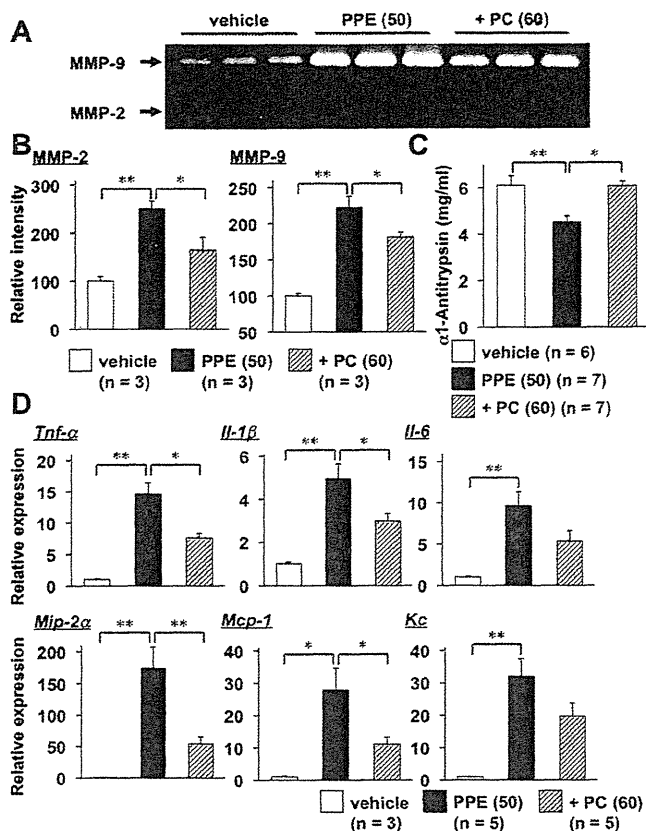 A
vehicle PPE (50) + PC (60)
MMP-9
MMP-2
B
MMP-2
Relative intensity
300
200
100
0
** *
MMP-9
250
200
150
100
50
** *
vehicle (n = 3)
PPE (50) (n = 3)
+ PC (60) (n = 3)
C
α1-Antitrypsin (mg/ml)
6
4
2
0
** *
vehicle (n = 6)
PPE (50) (n = 7)
+ PC (60) (n = 7)
D
Tnf-α
Relative expression
20
15
10
5
0
** *
Il-1β
6
4
2
0
** *
Il-6
15
10
5
0
**
Mip-2α
Relative expression
200
150
100
50
0
** **
Mcp-1
40
30
20
10
0
* *
Kc
40
30
20
10
0
**
vehicle (n = 3)
PPE (50) (n = 5)
+ PC (60) (n = 5)